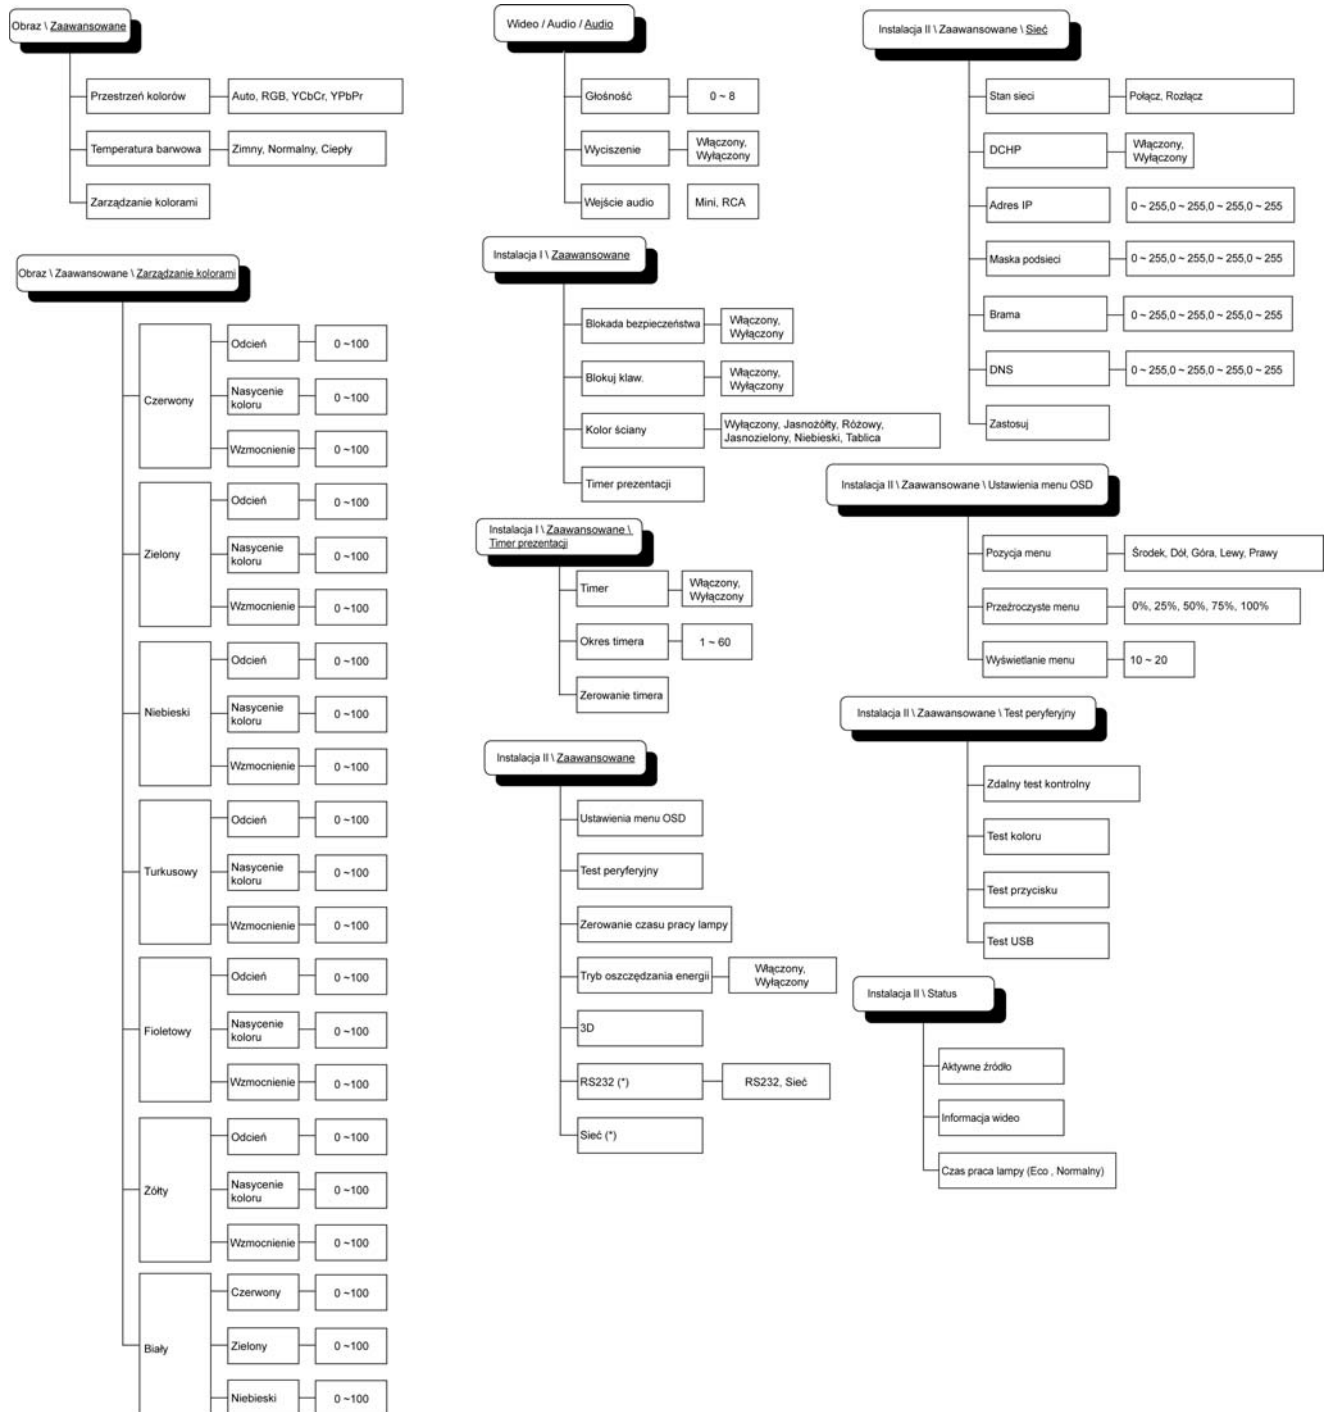 Obraz \ Zaawansowane
Przestrzeń kolorów
Auto, RGB, YCbCr, YPbPr
Temperatura barwowa
Zimny, Normalny, Ciepły
Zarządzanie kolorami
Obraz \ Zaawansowane \ Zarządzanie kolorami
Czerwony
Odcień
0 ~100
Nasycenie
koloru
0 ~100
Wzmocnienie
0 ~100
Zielony
Odcień
0 ~100
Nasycenie
koloru
0 ~100
Wzmocnienie
0 ~100
Niebieski
Odcień
0 ~100
Nasycenie
koloru
0 ~100
Wzmocnienie
0 ~100
Turkusowy
Odcień
0 ~100
Nasycenie
koloru
0 ~100
Wzmocnienie
0 ~100
Fioletowy
Odcień
0 ~100
Nasycenie
koloru
0 ~100
Wzmocnienie
0 ~100
Żółty
Odcień
0 ~100
Nasycenie
koloru
0 ~100
Wzmocnienie
0 ~100
Biały
Czerwony
0 ~100
Zielony
0 ~100
Niebieski
0 ~100
Wideo / Audio / Audio
Głośność
0 ~ 8
Wyciszenie
Włączony,
Wyłączony
Wejście audio
Mini, RCA
Instalacja I \ Zaawansowane
Blokada bezpieczeństwa
Włączony,
Wyłączony
Blokuj klaw.
Włączony,
Wyłączony
Kolor ściany
Wyłączony, Jasnożółty, Różowy,
Jasnozielony, Niebieski, Tablica
Timer prezentacji
Instalacja I \ Zaawansowane \
Timer prezentacji
Timer
Włączony,
Wyłączony
Okres timera
1 ~ 60
Zerowanie timera
Instalacja II \ Zaawansowane
Ustawienia menu OSD
Test peryferyjny
Zerowanie czasu pracy lampy
Tryb oszczędzania energii
Włączony,
Wyłączony
3D
RS232 (*)
RS232, Sieć
Sieć (*)
Instalacja II \ Zaawansowane \ Sieć
Stan sieci
Połącz, Rozłącz
DCHP
Włączony,
Wyłączony
Adres IP
0 ~ 255,0 ~ 255,0 ~ 255,0 ~ 255
Maska podsieci
0 ~ 255,0 ~ 255,0 ~ 255,0 ~ 255
Brama
0 ~ 255,0 ~ 255,0 ~ 255,0 ~ 255
DNS
0 ~ 255,0 ~ 255,0 ~ 255,0 ~ 255
Zastosuj
Instalacja II \ Zaawansowane \ Ustawienia menu OSD
Pozycja menu
Środek, Dół, Góra, Lewy, Prawy
Przeźroczyste menu
0%, 25%, 50%, 75%, 100%
Wyświetlanie menu
10 ~ 20
Instalacja II \ Zaawansowane \ Test peryferyjny
Zdalny test kontrolny
Test koloru
Test przycisku
Test USB
Instalacja II \ Status
Aktywne źródło
Informacja wideo
Czas praca lampy (Eco , Normalny)